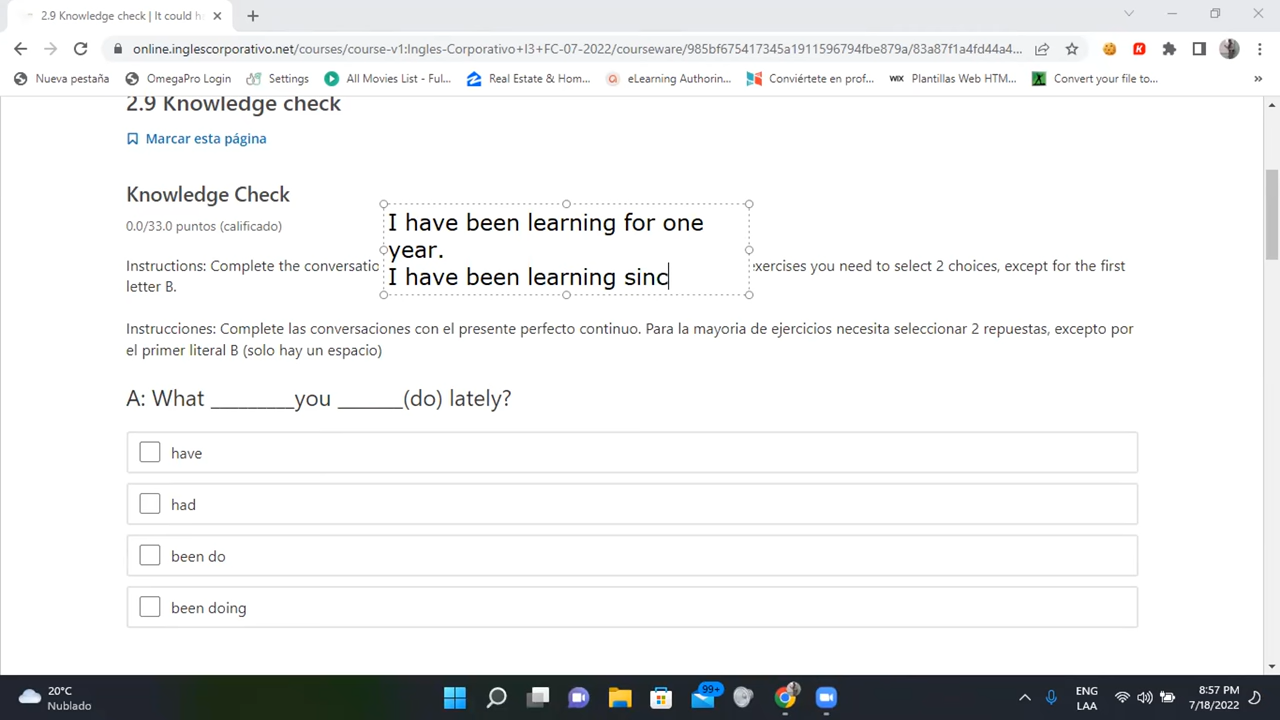 2.9 Knowledge check | It could h
online.inglescorporativo.net/courses/course-v1:Ingles-Corporativo+I3+FC-07-2022/courseware/985bf675417345a1911596794fbe879a/83a87f1a4fd44a4...
Nueva pestaña OmegaPro Login Settings All Movies List - Ful... Real Estate & Hom... eLearning Authorin... Conviértete en prof... WIX Plantillas Web HTM... Convert your file to... »
2.9 Knowledge check
Marcar esta página
Knowledge Check
0.0/33.0 puntos (calificado)
I have been learning for one
year.
I have been learning sinc
Instructions: Complete the conversatio exercises you need to select 2 choices, except for the first
letter B.
Instrucciones: Complete las conversaciones con el presente perfecto continuo. Para la mayoria de ejercicios necesita seleccionar 2 repuestas, excepto por
el primer literal B (solo hay un espacio)
A: What _________you _______(do) lately?
have
had
been do
been doing
20°C
Nublado
99+
ENG
LAA
8:57 PM
7/18/2022